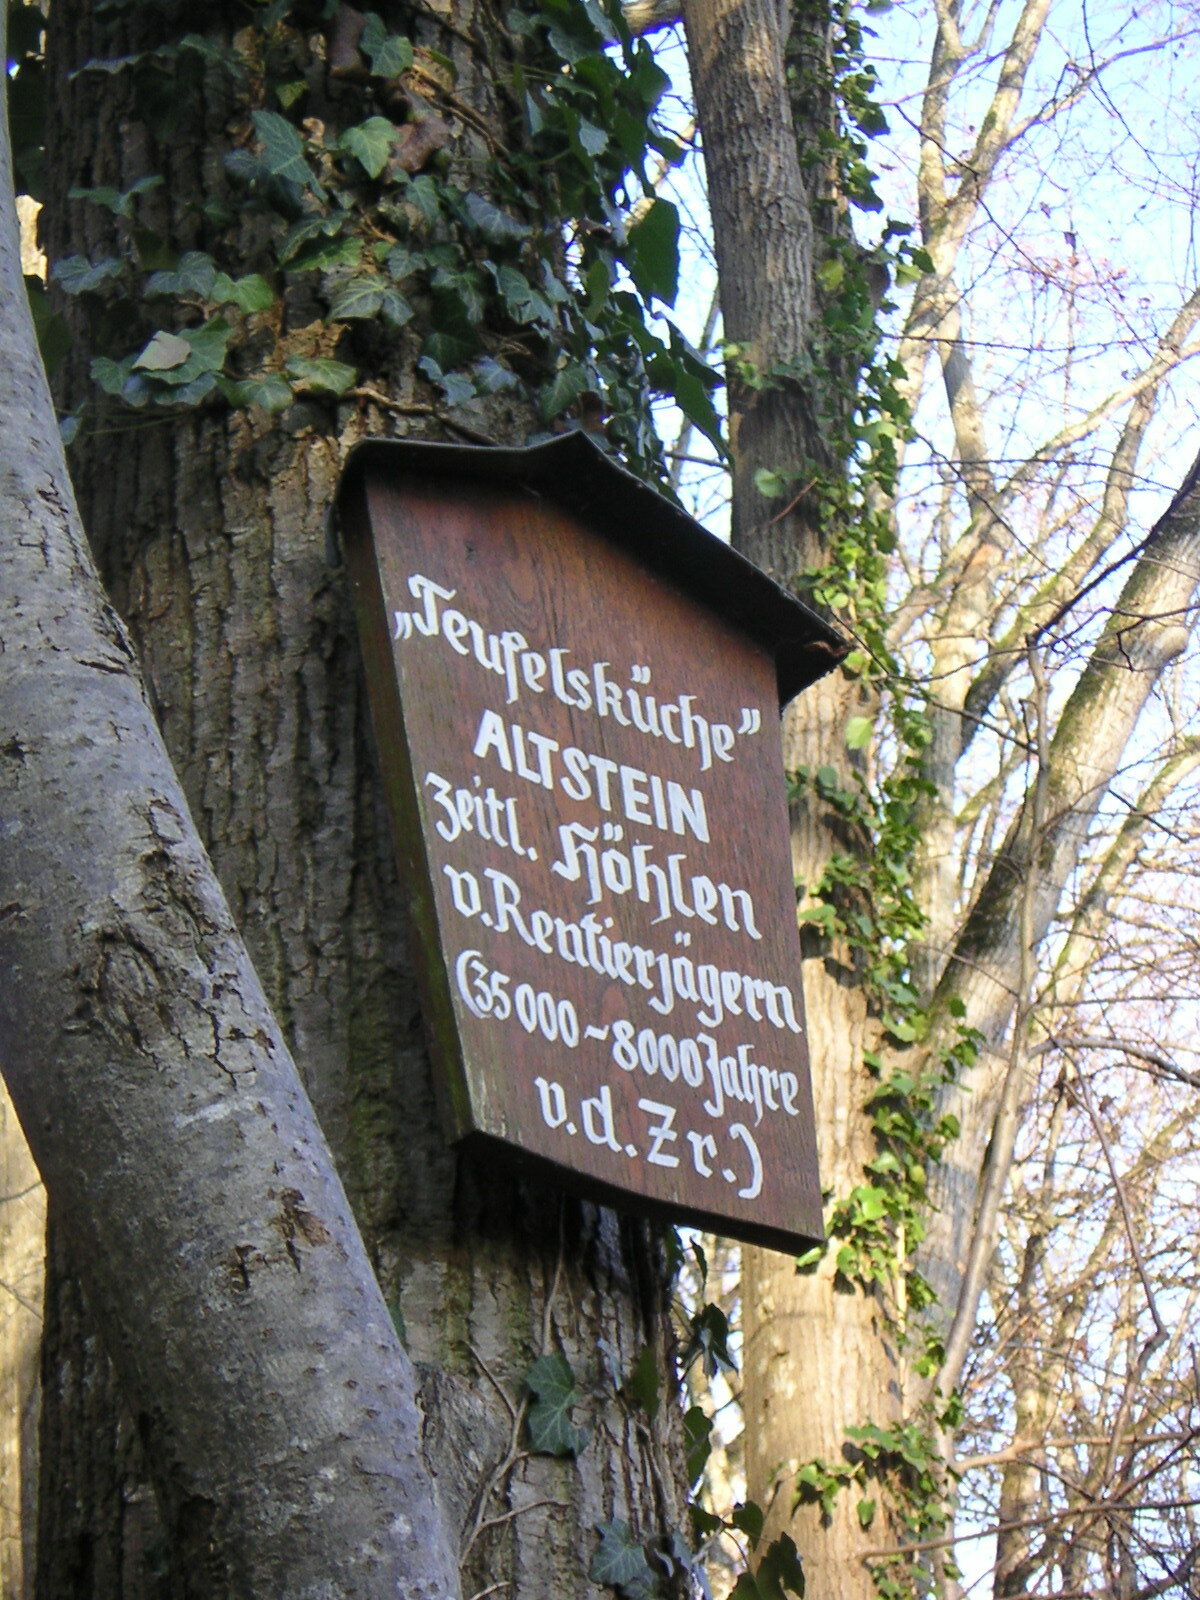 „Teufelsküche”
ALTSTEIN
zeitl. Höhlen
v. Rentierjägern
(35000-8000 Jahre
v.d.Zr.)